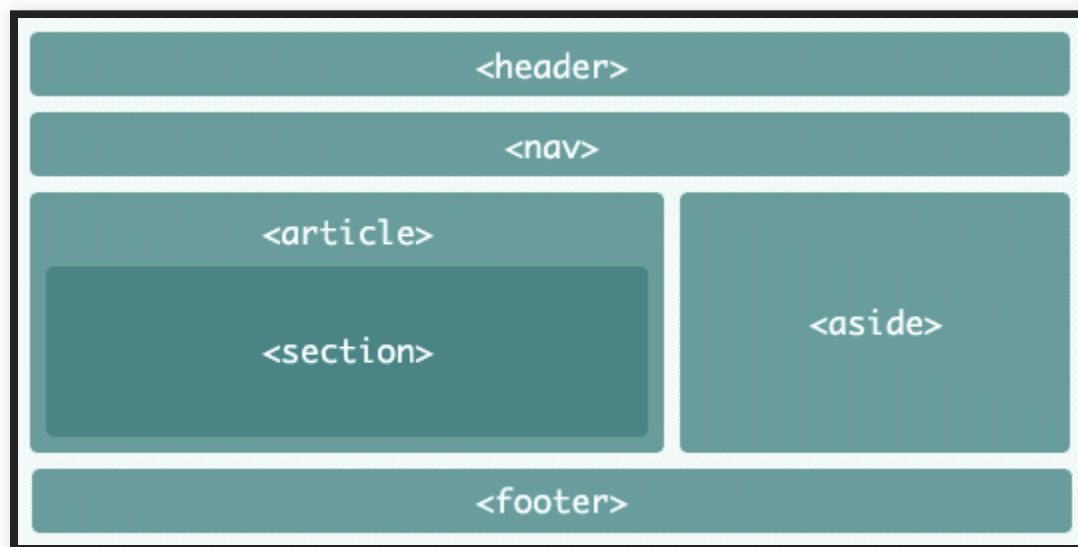 <header>
<nav>
<article>
<section>
<aside>
<footer>